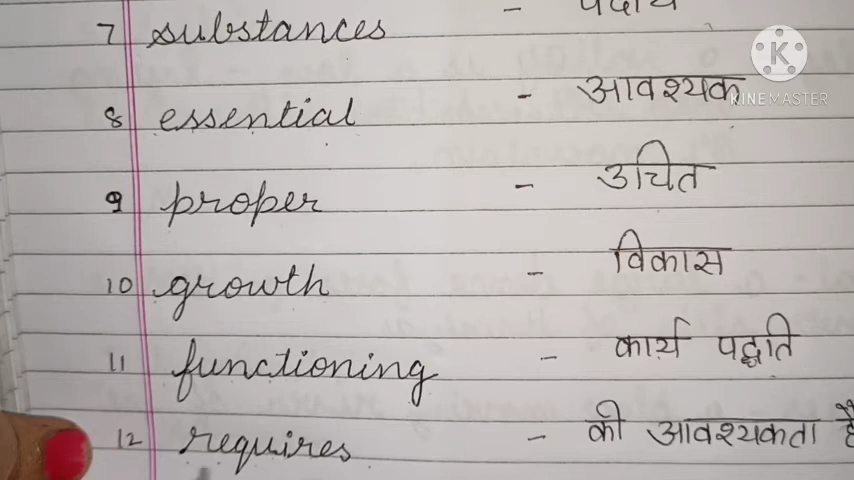 7 substances - पदार्थ
8 essential - आवश्यक
KINEMASTER
9 proper - उचित
10 growth - विकास
11 functioning - कार्य पद्धति
12 requires - की आवश्यकता है